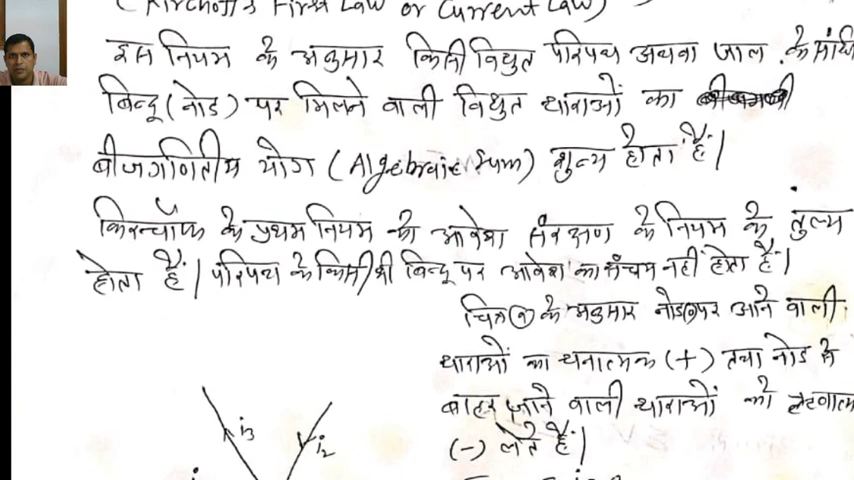 (Kirchoff's First Law or Current Law)
इस नियम के अनुसार किसी विद्युत परिपथ अथवा जाल के संधि
बिन्दू (नोड) पर मिलने वाली विद्युत धाराओं का
बीजगणितीय योग (Algebraic Sum) शुन्य होता है|
किरचॉफ के प्रथम नियम को आवेश संरक्षण के नियम के तुल्य
होता है| परिपथ के किसी भी बिन्दू पर आवेश का संचय नहीं होता है|
चित्र के अनुसार नोड पर आने वाली
धाराओं का धनात्मक (+) तथा नोड से
बाहर जाने वाली धाराओं को
(-) लेते हैं|
i3
i2